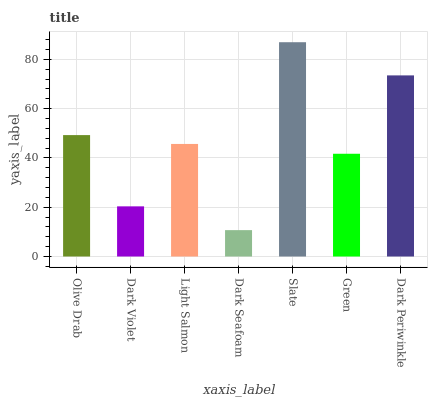 title
yaxis_label
80
60
40
20
0
Olive Drab
Dark Violet
Light Salmon
Dark Seafoam
Slate
Green
Dark Periwinkle
xaxis_label